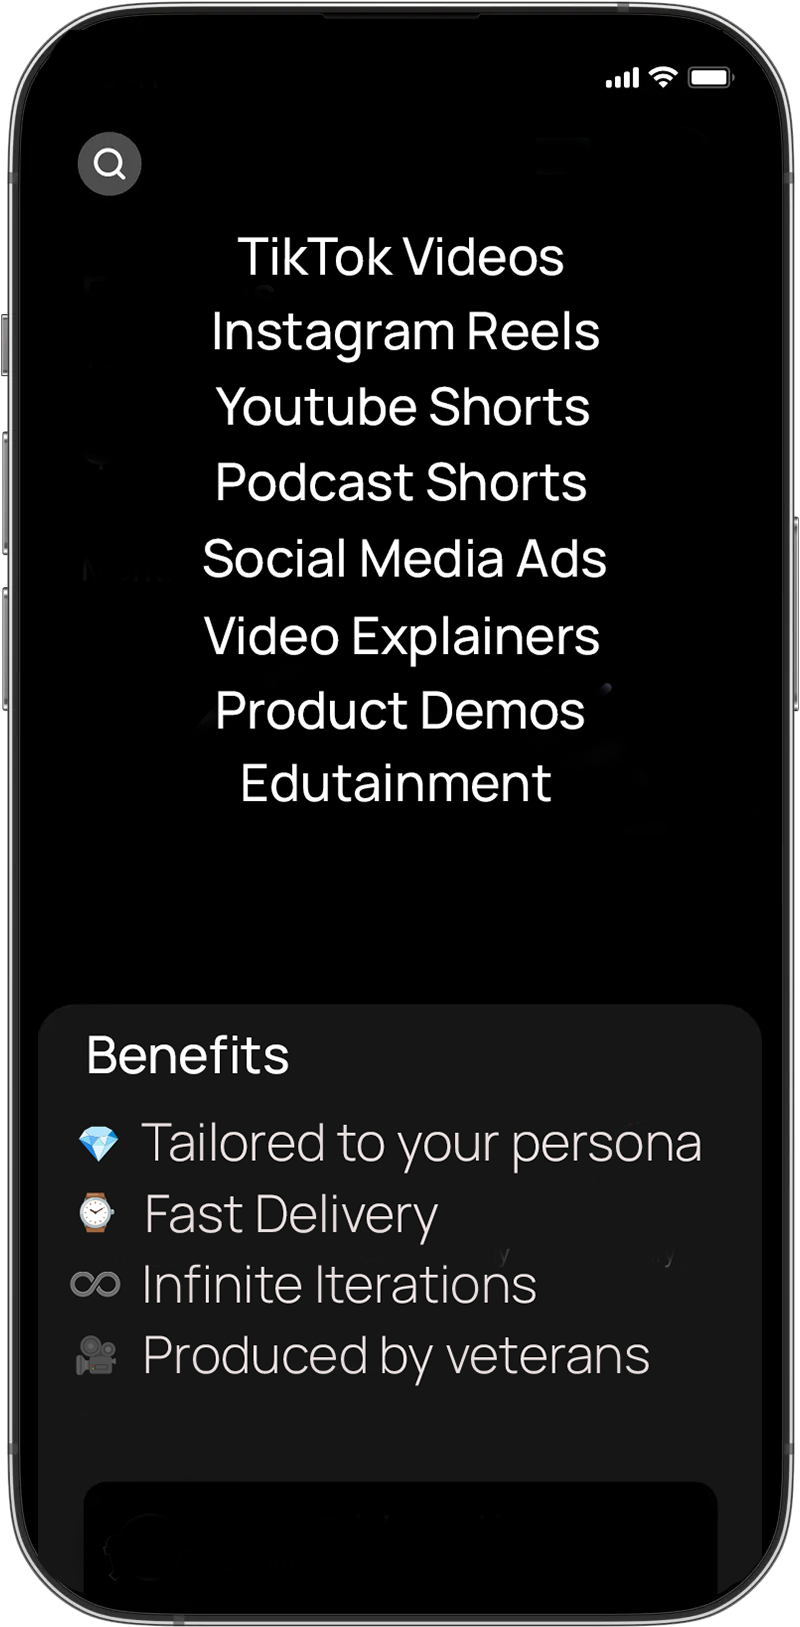 TikTok Videos
Instagram Reels
Youtube Shorts
Podcast Shorts
Social Media Ads
Video Explainers
Product Demos
Edutainment
Benefits
Tailored to your persona
Fast Delivery
Infinite Iterations
Produced by veterans